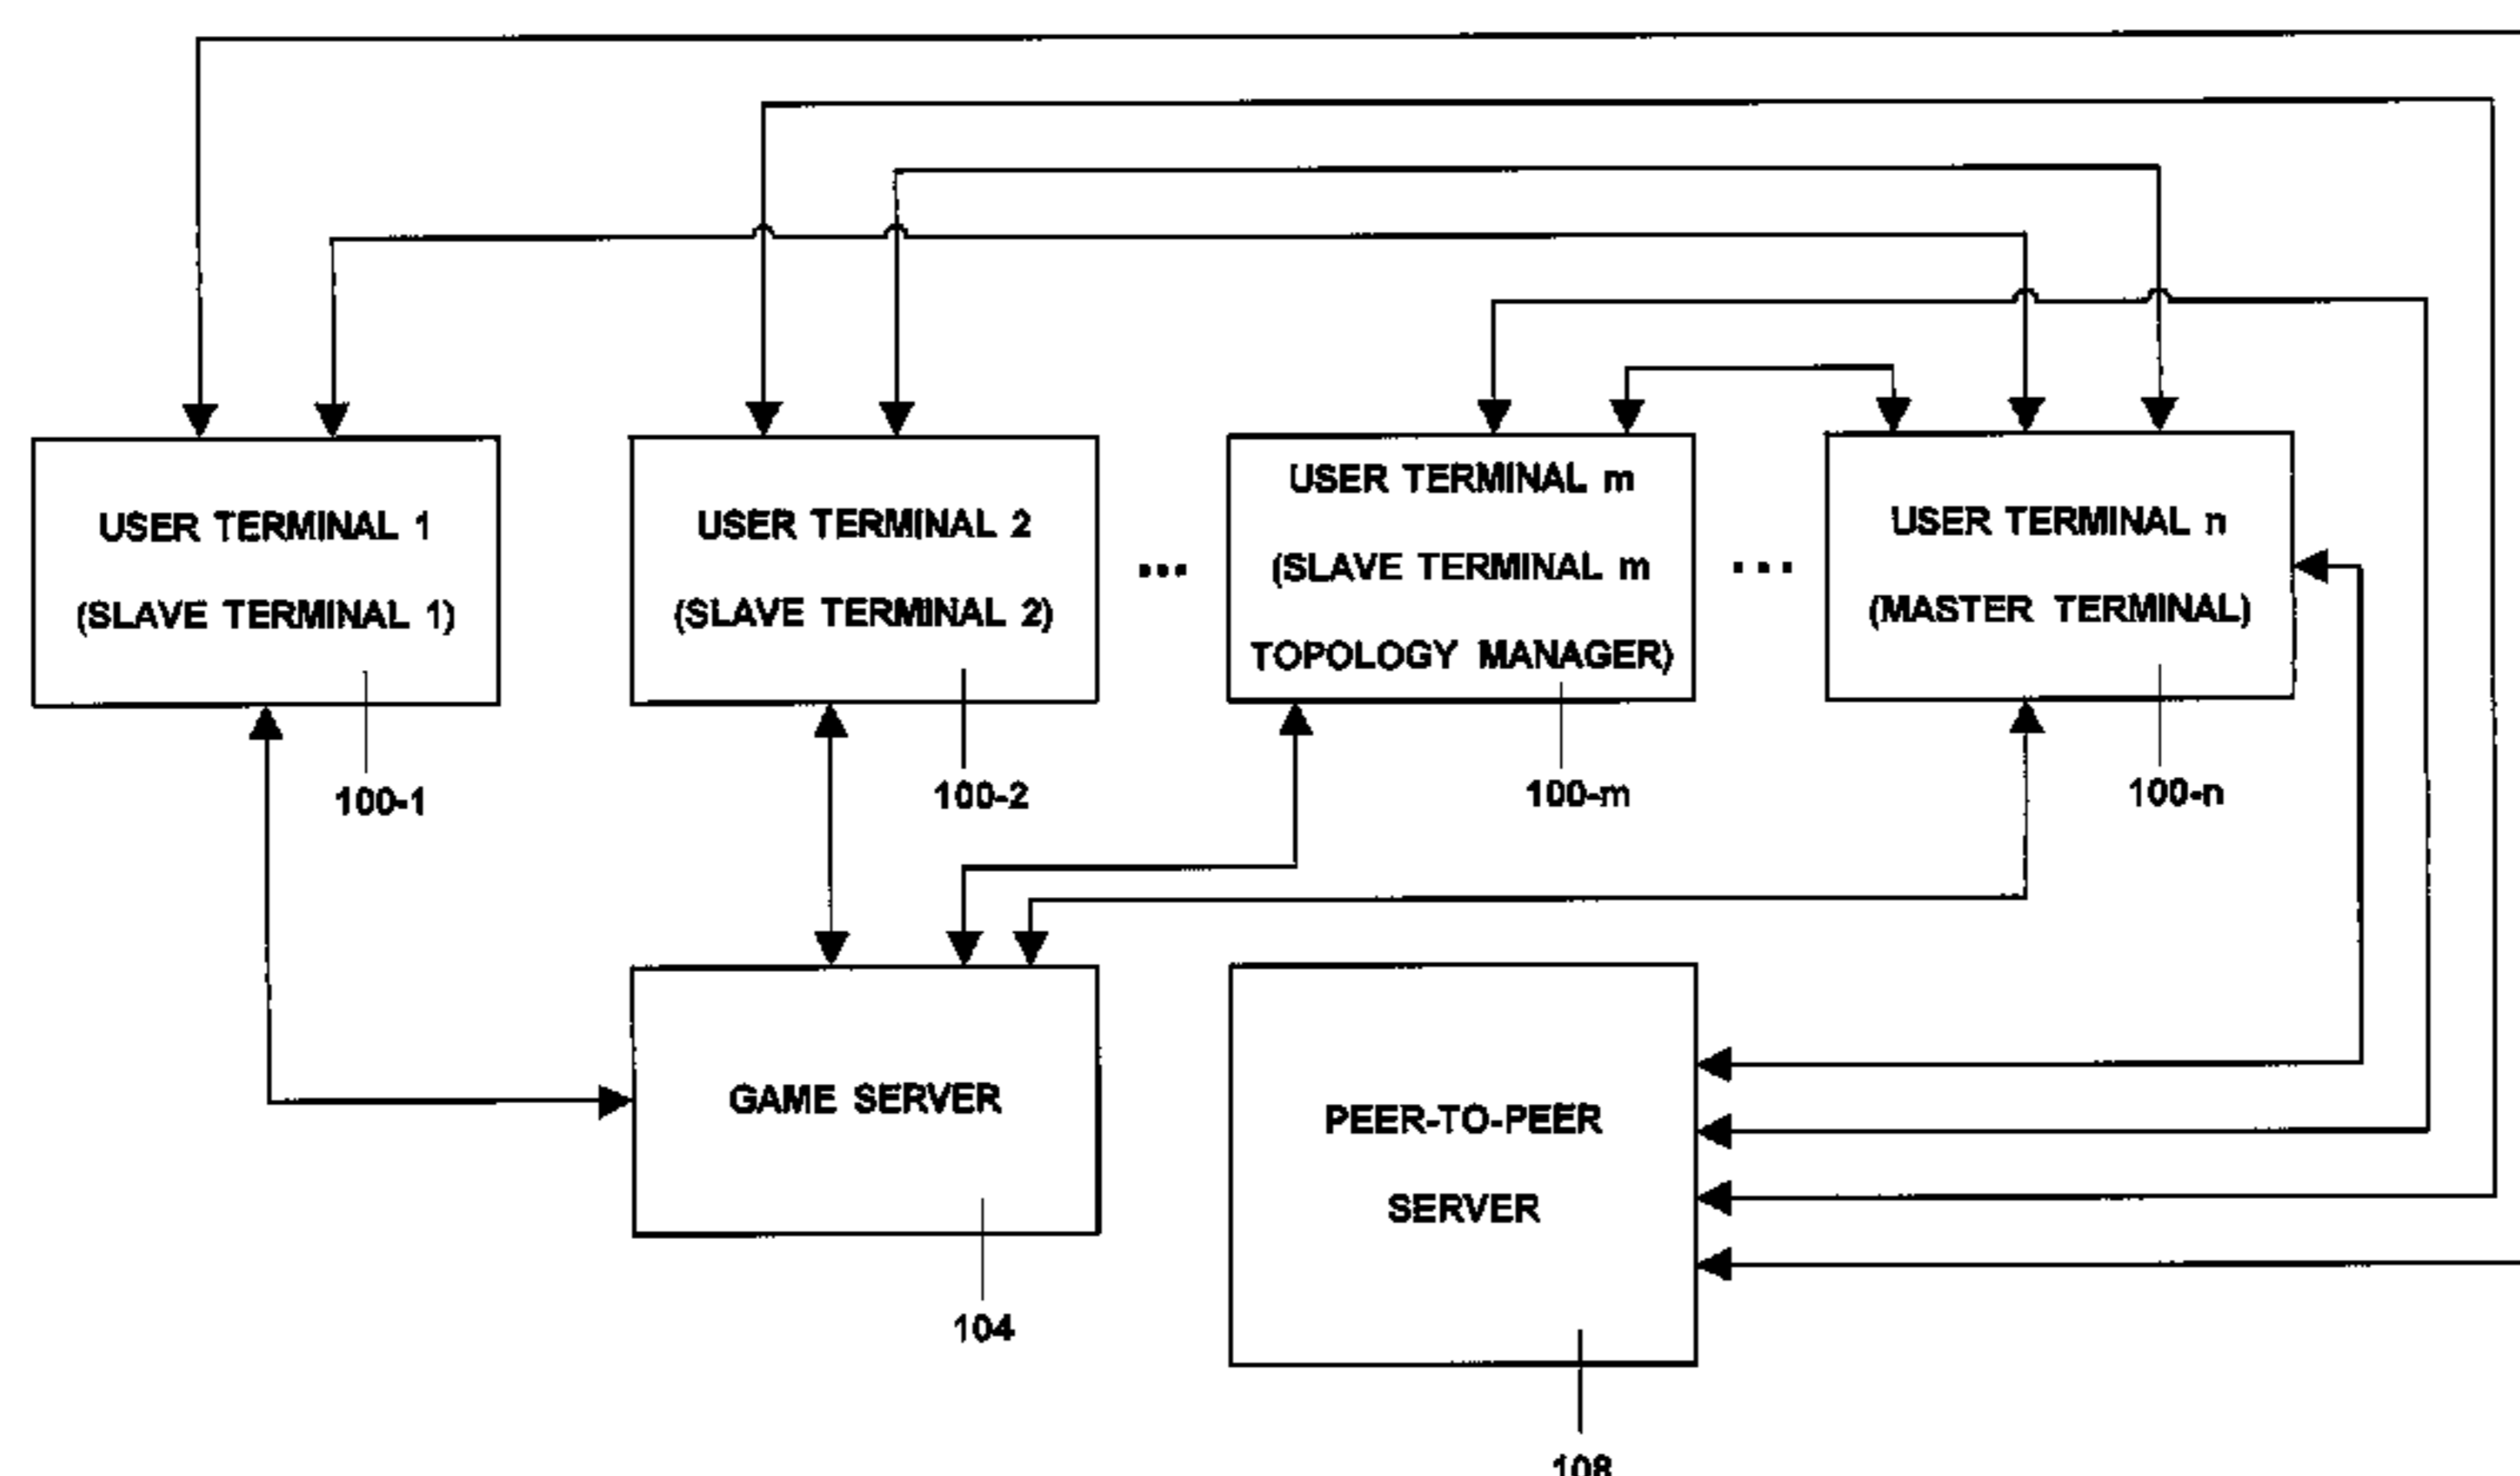 USER TERMINAL 1
(SLAVE TERMINAL 1)
USER TERMINAL 2
(SLAVE TERMINAL 2)
...
USER TERMINAL m
(SLAVE TERMINAL m
TOPOLOGY MANAGER)
...
USER TERMINAL n
(MASTER TERMINAL)
100-1
100-2
100-m
100-n
GAME SERVER
PEER-TO-PEER
SERVER
104
108